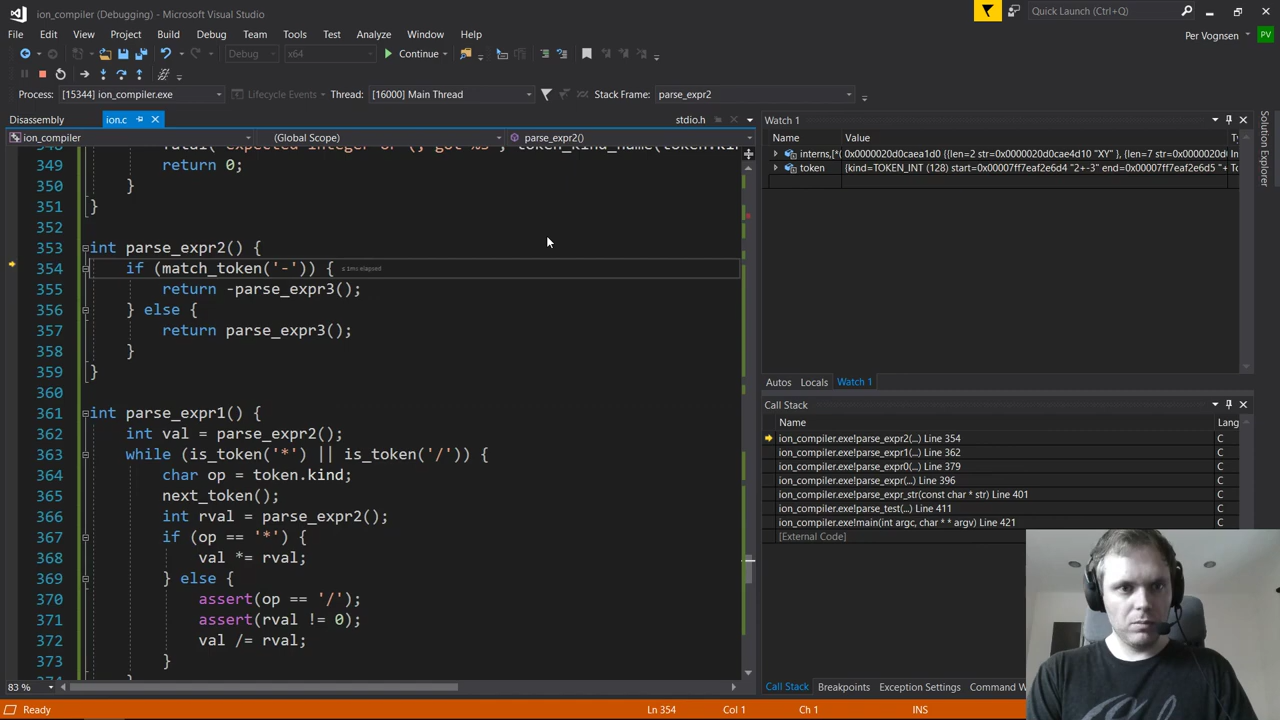 ion_compiler (Debugging) - Microsoft Visual Studio
Quick Launch (Ctrl+Q)
File Edit View Project Build Debug Team Tools Test Analyze Window Help
Per Vognsen PV
Debug x64 Continue
Process: [15344] ion_compiler.exe Lifecycle Events Thread: [16000] Main Thread Stack Frame: parse_expr2
Disassembly ion.c stdio.h
ion_compiler (Global Scope) parse_expr2()
349 return 0;
350 }
351 }
352
353 int parse_expr2() {
354 if (match_token('-')) { ≤ 1ms elapsed
355 return -parse_expr3();
356 } else {
357 return parse_expr3();
358 }
359 }
360
361 int parse_expr1() {
362 int val = parse_expr2();
363 while (is_token('*') || is_token('/')) {
364 char op = token.kind;
365 next_token();
366 int rval = parse_expr2();
367 if (op == '*') {
368 val *= rval;
369 } else {
370 assert(op == '/');
371 assert(rval != 0);
372 val /= rval;
373 }
83 %
Watch 1
Name Value Ty
interns,[*( 0x0000020d0caea1d0 {{len=2 str=0x0000020d0cae4d10 "XY" }, {len=7 str=0x0000020d In
token {kind=TOKEN_INT (128) start=0x00007ff7eaf2e6d4 "2+-3" end=0x00007ff7eaf2e6d5 "+ To
Autos Locals Watch 1
Call Stack
Name Lang
ion_compiler.exe!parse_expr2(...) Line 354 C
ion_compiler.exe!parse_expr1(...) Line 362 C
ion_compiler.exe!parse_expr0(...) Line 379 C
ion_compiler.exe!parse_expr(...) Line 396 C
ion_compiler.exe!parse_expr_str(const char * str) Line 401 C
ion_compiler.exe!parse_test(...) Line 411 C
ion_compiler.exe!main(int argc, char * * argv) Line 421 C
[External Code]
Call Stack Breakpoints Exception Settings Command W
Solution Explorer
Ready Ln 354 Col 1 Ch 1 INS